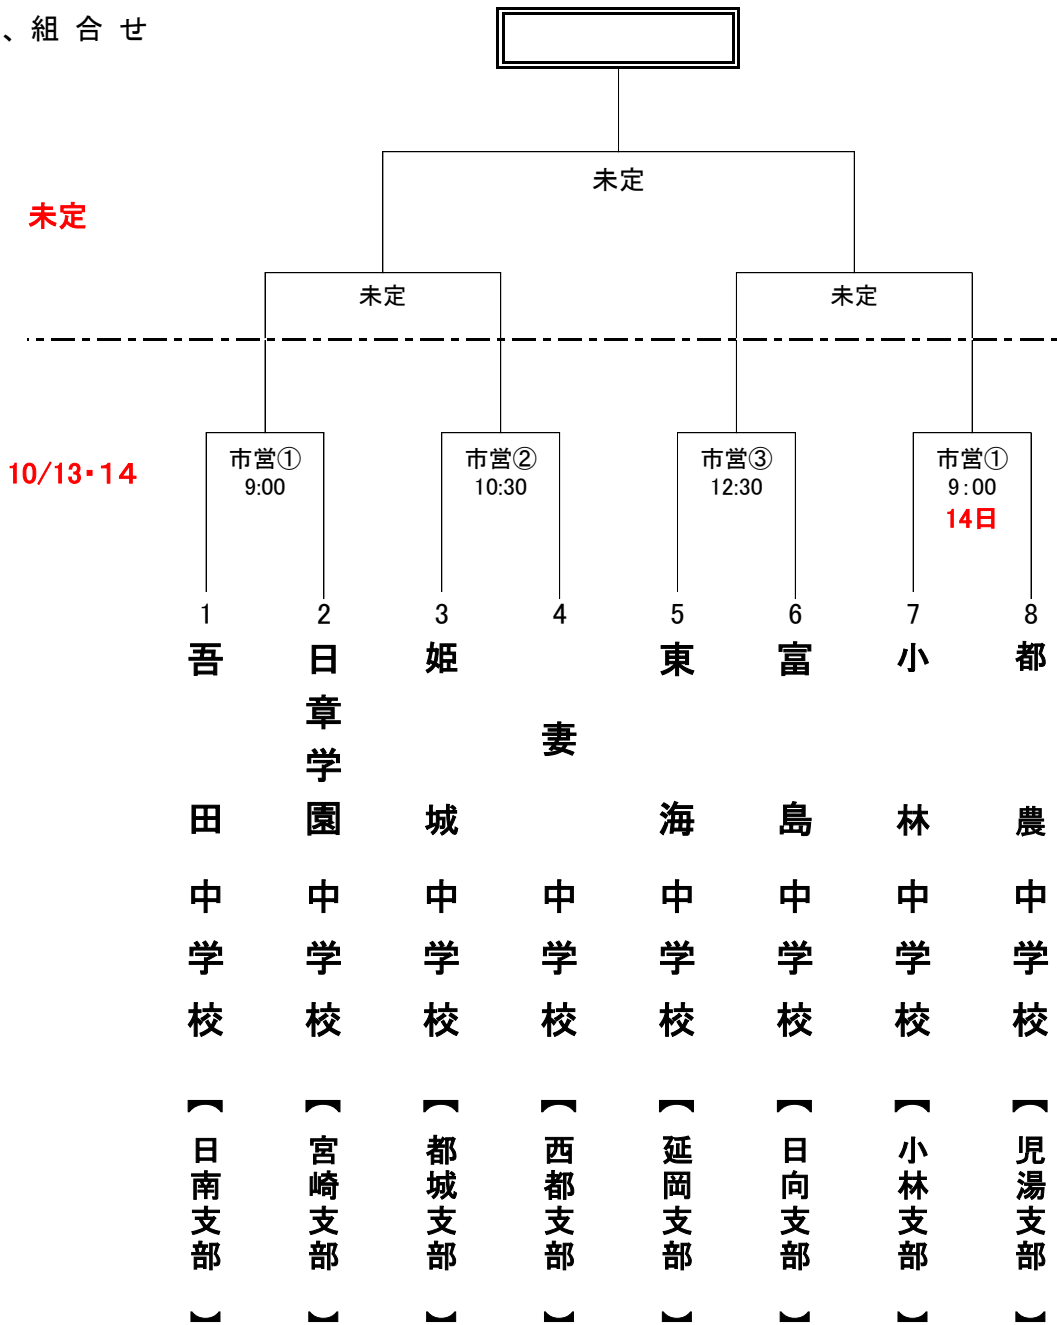 、組合せ
未定
未定
未定
未定
10/13・14
市営①
9:00
市営②
10:30
市営③
12:30
市営①
9:00
14日
1
吾田中学校
【日南支部】
2
日章学園中学校
【宮崎支部】
3
姫城中学校
【都城支部】
4
妻中学校
【西都支部】
5
東海中学校
【延岡支部】
6
富島中学校
【日向支部】
7
小林中学校
【小林支部】
8
都農中学校
【児湯支部】